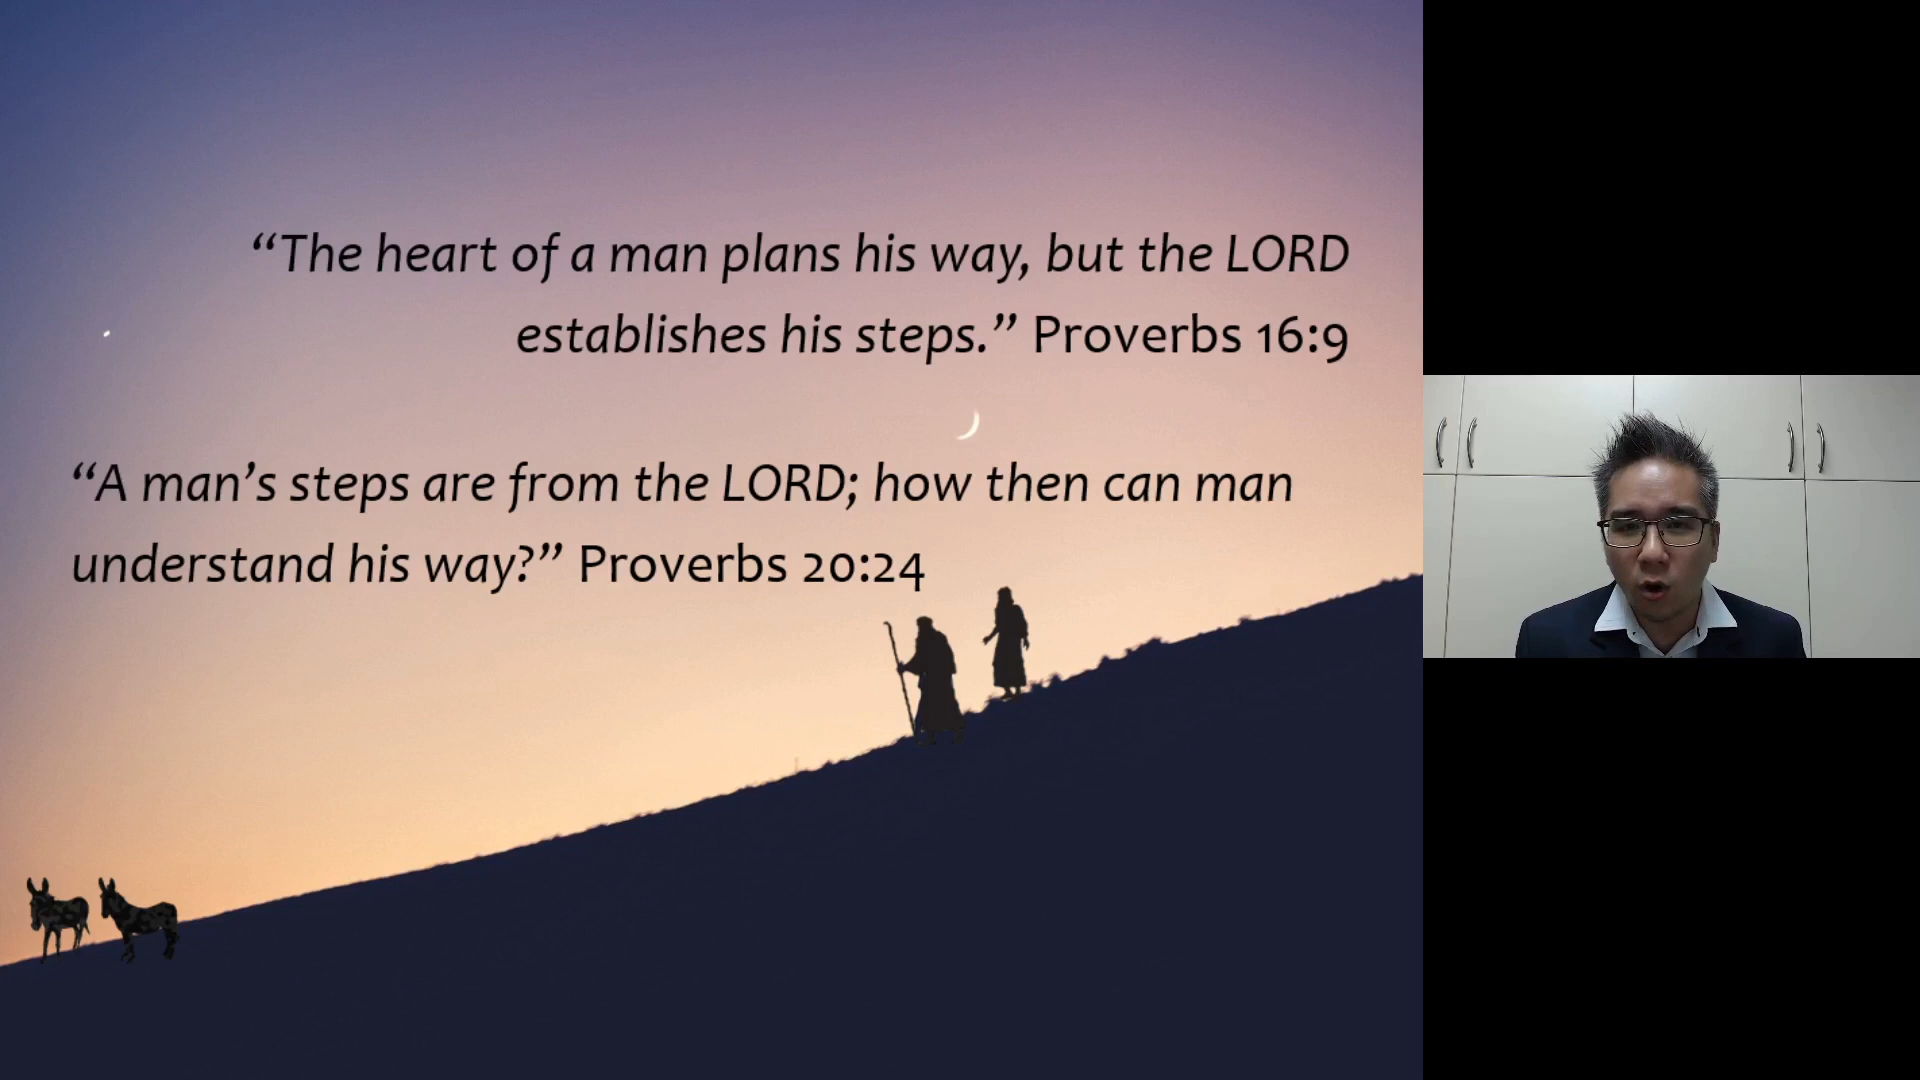 “The heart of a man plans his way, but the LORD
establishes his steps.” Proverbs 16:9
“A man’s steps are from the LORD; how then can man
understand his way?” Proverbs 20:24